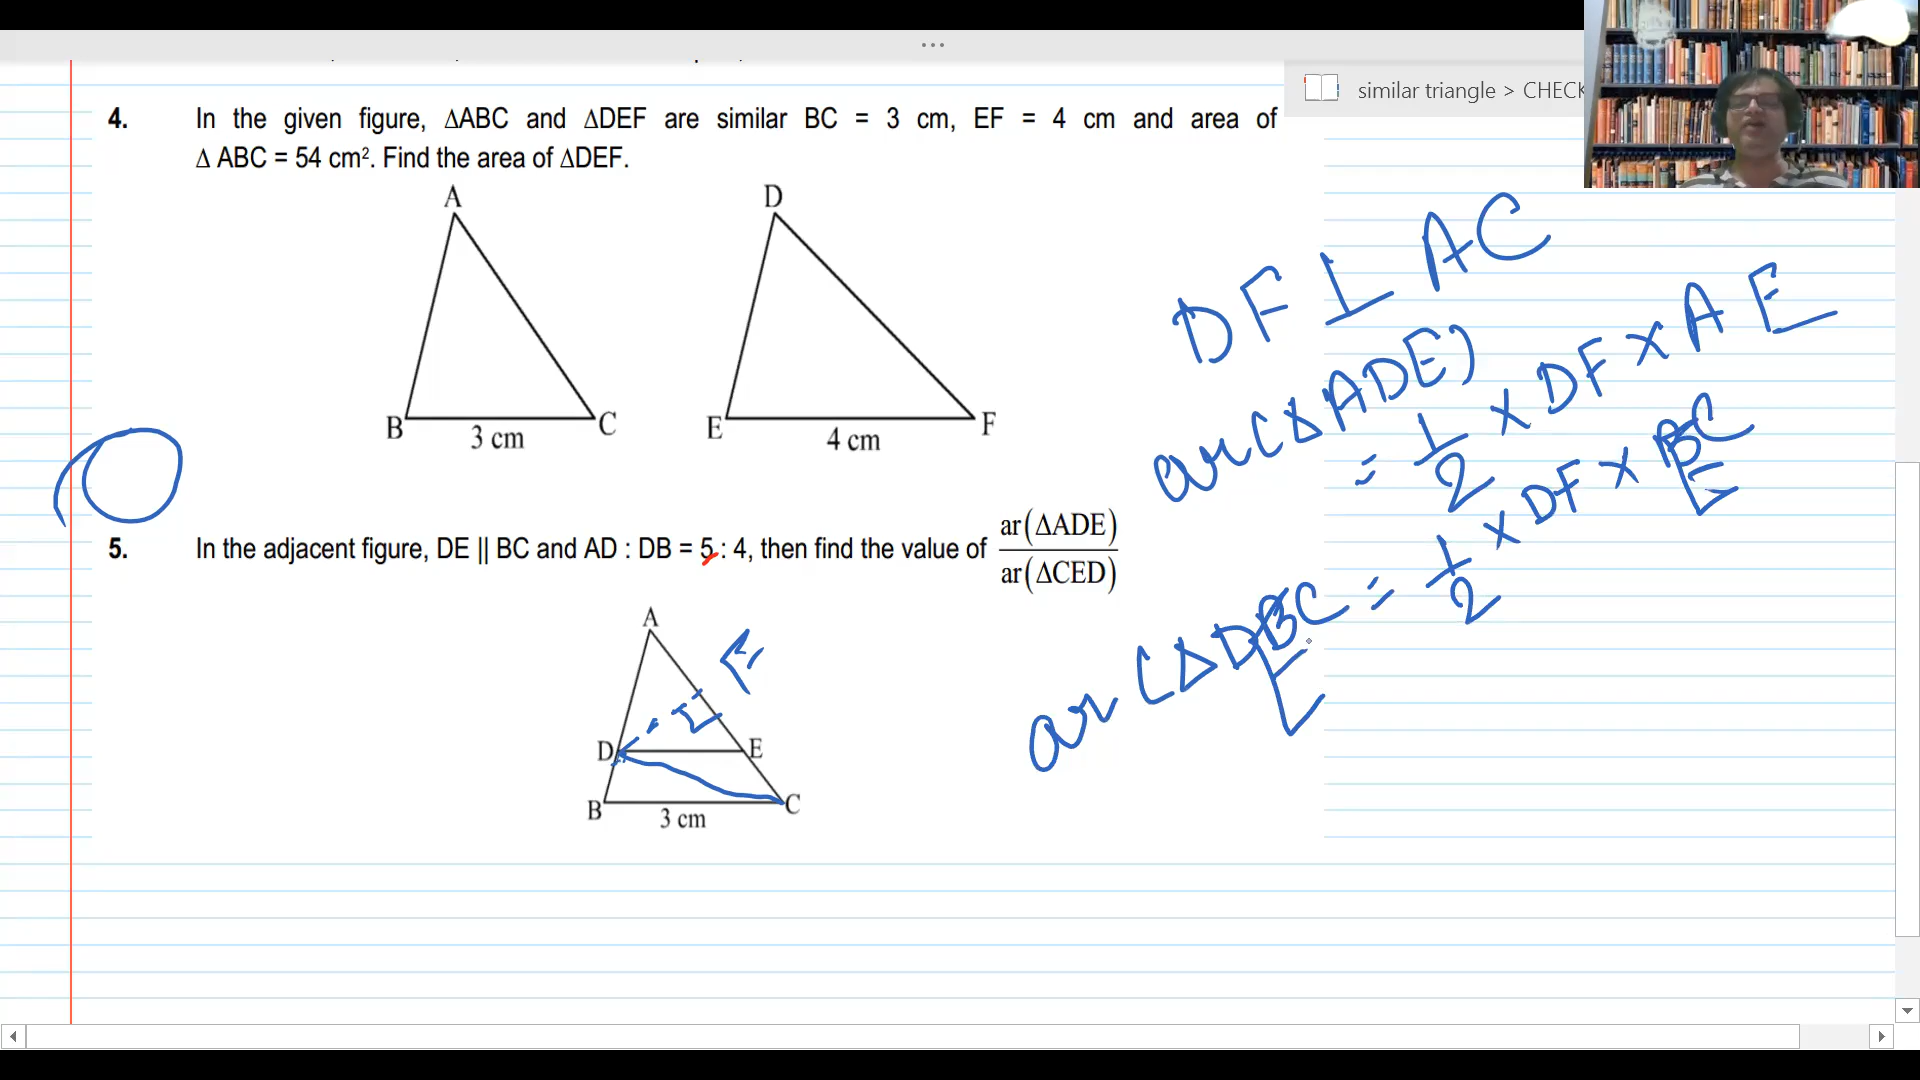 similar triangle > CHECK
4. In the given figure, ΔABC and ΔDEF are similar BC = 3 cm, EF = 4 cm and area of
Δ ABC = 54 cm². Find the area of ΔDEF.
A
D
B
C
E
F
3 cm
4 cm
DF ⊥ AC
ar(ΔADE)
= 1/2 × DF × AE
5. In the adjacent figure, DE || BC and AD : DB = 5 : 4, then find the value of ar(ΔADE)/ar(ΔCED)
A
F
D
E
B
C
3 cm
ar(ΔDEC = 1/2 × DF × EC